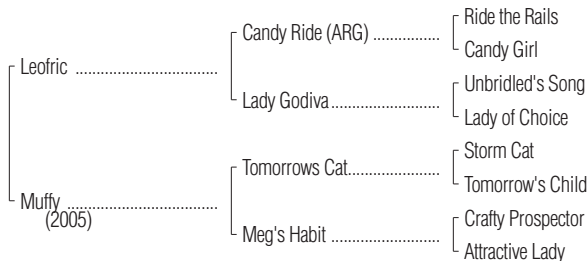 Ride the Rails
Candy Ride (ARG) ................
Candy Girl
Leofric ..................................
Unbridled's Song
Lady Godiva ..........................
Lady of Choice
Storm Cat
Tomorrows Cat.....................
Tomorrow's Child
Muffy ....................................
(2005)
Crafty Prospector
Meg's Habit ..........................
Attractive Lady